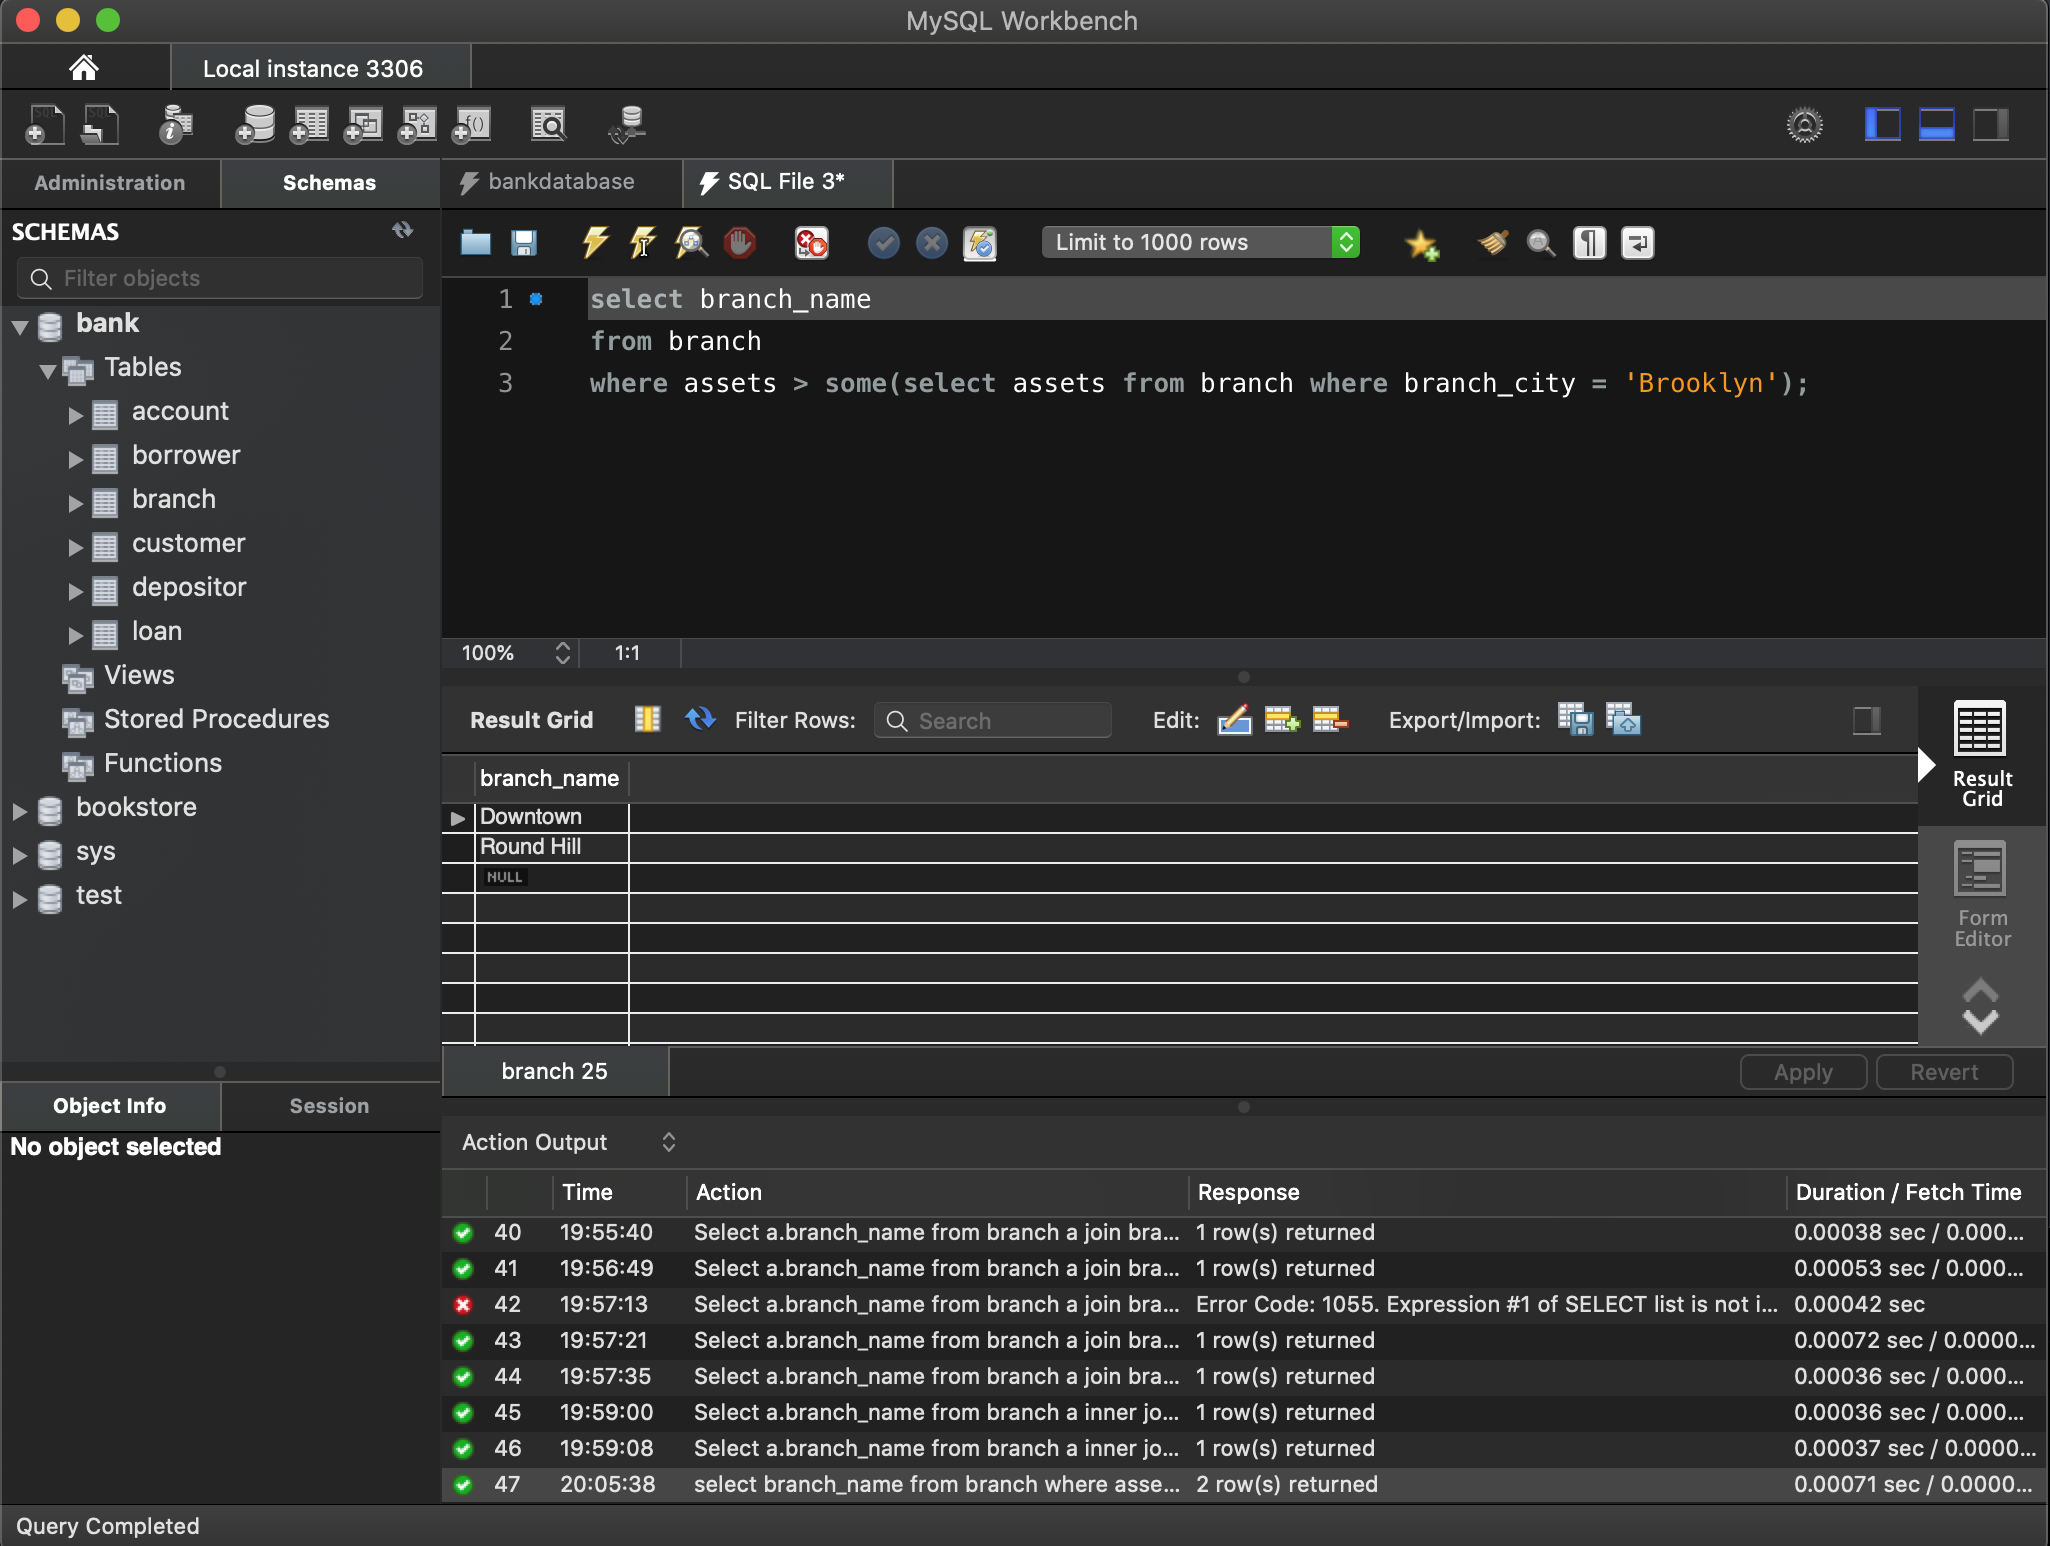 MySQL Workbench
Local instance 3306
Administration
Schemas
bankdatabase
SQL File 3*
SCHEMAS
Filter objects
bank
Tables
account
borrower
branch
customer
depositor
loan
Views
Stored Procedures
Functions
bookstore
sys
test
Object Info
Session
No object selected
Limit to 1000 rows
1 select branch_name
2 from branch
3 where assets > some(select assets from branch where branch_city = 'Brooklyn');
100% 1:1
Result Grid Filter Rows: Search Edit: Export/Import:
branch_name
Downtown
Round Hill
NULL
Result
Grid
Form
Editor
branch 25
Apply Revert
Action Output
Time Action Response Duration / Fetch Time
40 19:55:40 Select a.branch_name from branch a join bra... 1 row(s) returned 0.00038 sec / 0.000...
41 19:56:49 Select a.branch_name from branch a join bra... 1 row(s) returned 0.00053 sec / 0.000...
42 19:57:13 Select a.branch_name from branch a join bra... Error Code: 1055. Expression #1 of SELECT list is not i... 0.00042 sec
43 19:57:21 Select a.branch_name from branch a join bra... 1 row(s) returned 0.00072 sec / 0.0000...
44 19:57:35 Select a.branch_name from branch a join bra... 1 row(s) returned 0.00036 sec / 0.000...
45 19:59:00 Select a.branch_name from branch a inner jo... 1 row(s) returned 0.00036 sec / 0.000...
46 19:59:08 Select a.branch_name from branch a inner jo... 1 row(s) returned 0.00037 sec / 0.0000...
47 20:05:38 select branch_name from branch where asse... 2 row(s) returned 0.00071 sec / 0.0000...
Query Completed